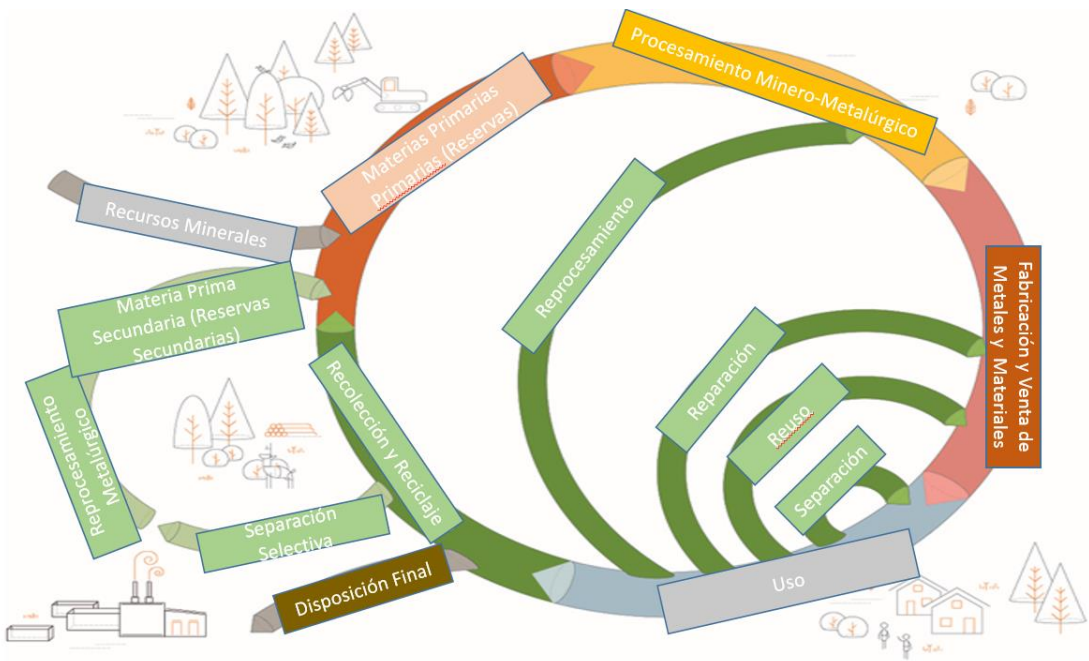 Procesamiento Minero-Metalúrgico
Materias Primarias
Primarias (Reservas)
Recursos Minerales
Materia Prima
Secundaria (Reservas
Secundarias)
Reprocesamiento
Metalúrgico
Separación
Selectiva
Recolección y Reciclaje
Disposición Final
Reprocesamiento
Reparación
Reuso
Separación
Uso
Fabricación y Venta de
Metales y Materiales